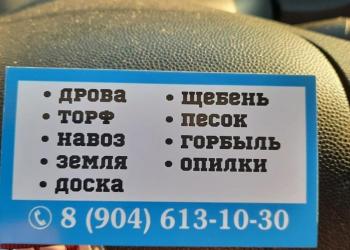 • ДРОВА
• ТОРФ
• НАВОЗ
• ЗЕМЛЯ
• ДОСКА
• ЩЕБЕНЬ
• ПЕСОК
• ГОРБЫЛЬ
• ОПИЛКИ
8 (904) 613-10-30